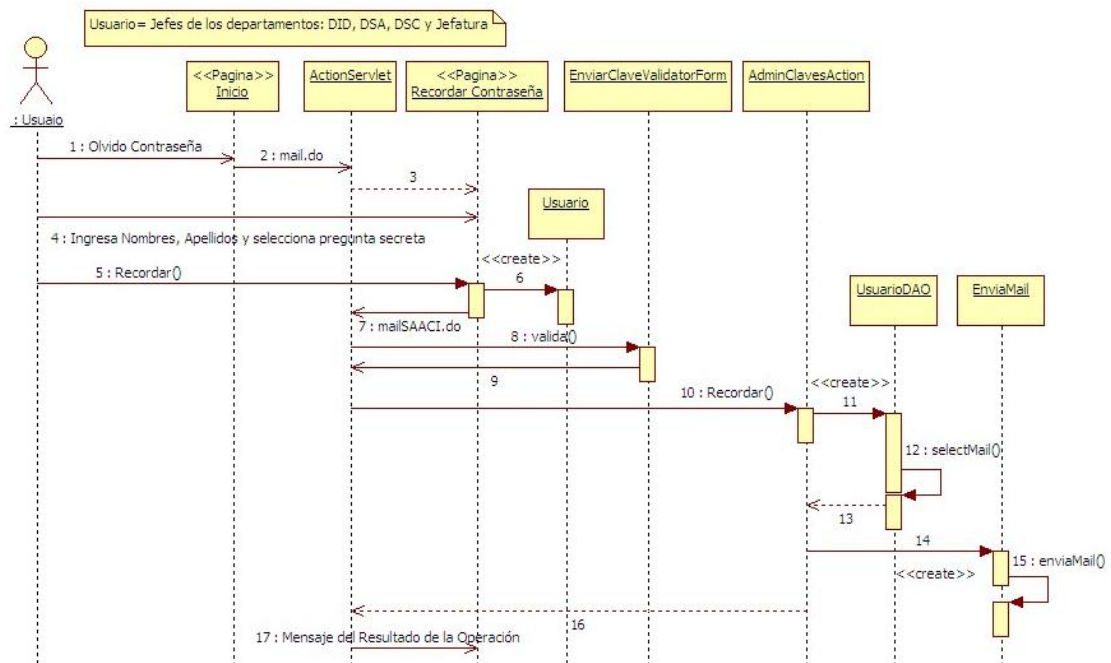 Usuario= Jefes de los departamentos: DID, DSA, DSC y Jefatura
: Usuaio
<<Pagina>>
Inicio
ActionServlet
<<Pagina>>
Recordar Contraseña
EnviarClaveValidatorForm
AdminClavesAction
1 : Olvido Contraseña
2 : mail.do
3
Usuario
4 : Ingresa Nombres, Apellidos y selecciona pregunta secreta
<<create>>
5 : Recordar()
6
UsuarioDAO
EnviaMail
7 : mailSAACI.do
8 : valida()
9
<<create>>
10 : Recordar()
11
12 : selectMail()
13
14
15 : enviaMail()
<<create>>
16
17 : Mensaje del Resultado de la Operación